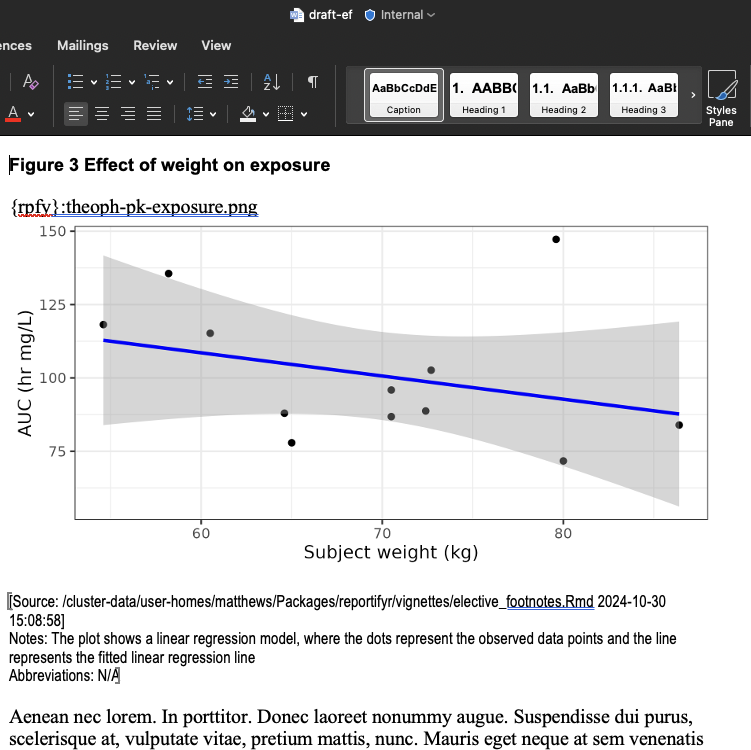 draft-ef Internal
ences Mailings Review View
A
A
Z
¶
A
AaBbCcDdE 1. AABB( 1.1. AaBb 1.1.1. AaBl
Caption Heading 1 Heading 2 Heading 3
Styles
Pane
Figure 3 Effect of weight on exposure
{rpfy}:theoph-pk-exposure.png
150
125
100
75
AUC (hr mg/L)
60 70 80
Subject weight (kg)
[Source: /cluster-data/user-homes/matthews/Packages/reportifyr/vignettes/elective_footnotes.Rmd 2024-10-30
15:08:58]
Notes: The plot shows a linear regression model, where the dots represent the observed data points and the line
represents the fitted linear regression line
Abbreviations: N/A
Aenean nec lorem. In porttitor. Donec laoreet nonummy augue. Suspendisse dui purus,
scelerisque at, vulputate vitae, pretium mattis, nunc. Mauris eget neque at sem venenatis